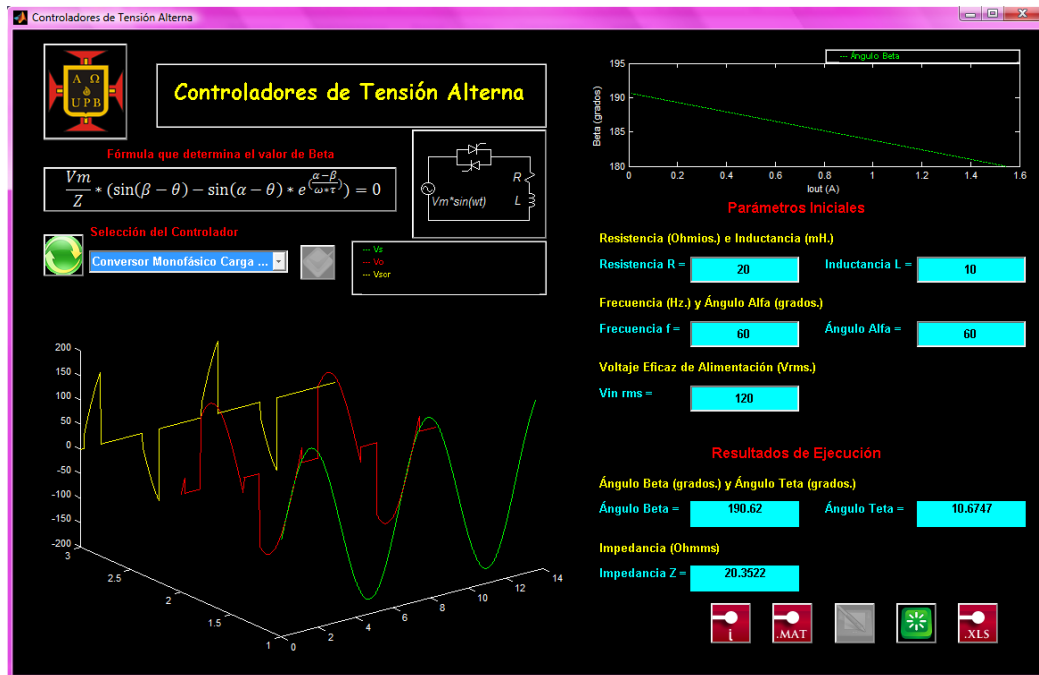 Controladores de Tensión Alterna
Α Ω
UPB
Controladores de Tensión Alterna
Fórmula que determina el valor de Beta
Vm/Z * (sin(β − θ) − sin(α − θ) * e^((α−β)/(ω*τ))) = 0
R
L
Vm*sin(wt)
Selección del Controlador
Conversor Monofásico Carga ...
--- Vs
--- Vo
--- Vscr
200
150
100
50
0
-50
-100
-150
-200
3
2.5
2
1.5
1
0
2
4
6
8
10
12
14
--- Ángulo Beta
195
190
185
180
Beta (grados)
0 0.2 0.4 0.6 0.8 1 1.2 1.4 1.6
Iout (A)
Parámetros Iniciales
Resistencia (Ohmios.) e Inductancia (mH.)
Resistencia R = 20 Inductancia L = 10
Frecuencia (Hz.) y Ángulo Alfa (grados.)
Frecuencia f = 60 Ángulo Alfa = 60
Voltaje Eficaz de Alimentación (Vrms.)
Vin rms = 120
Resultados de Ejecución
Ángulo Beta (grados.) y Ángulo Teta (grados.)
Ángulo Beta = 190.62 Ángulo Teta = 10.6747
Impedancia (Ohmms)
Impedancia Z = 20.3522
i
.MAT
.XLS